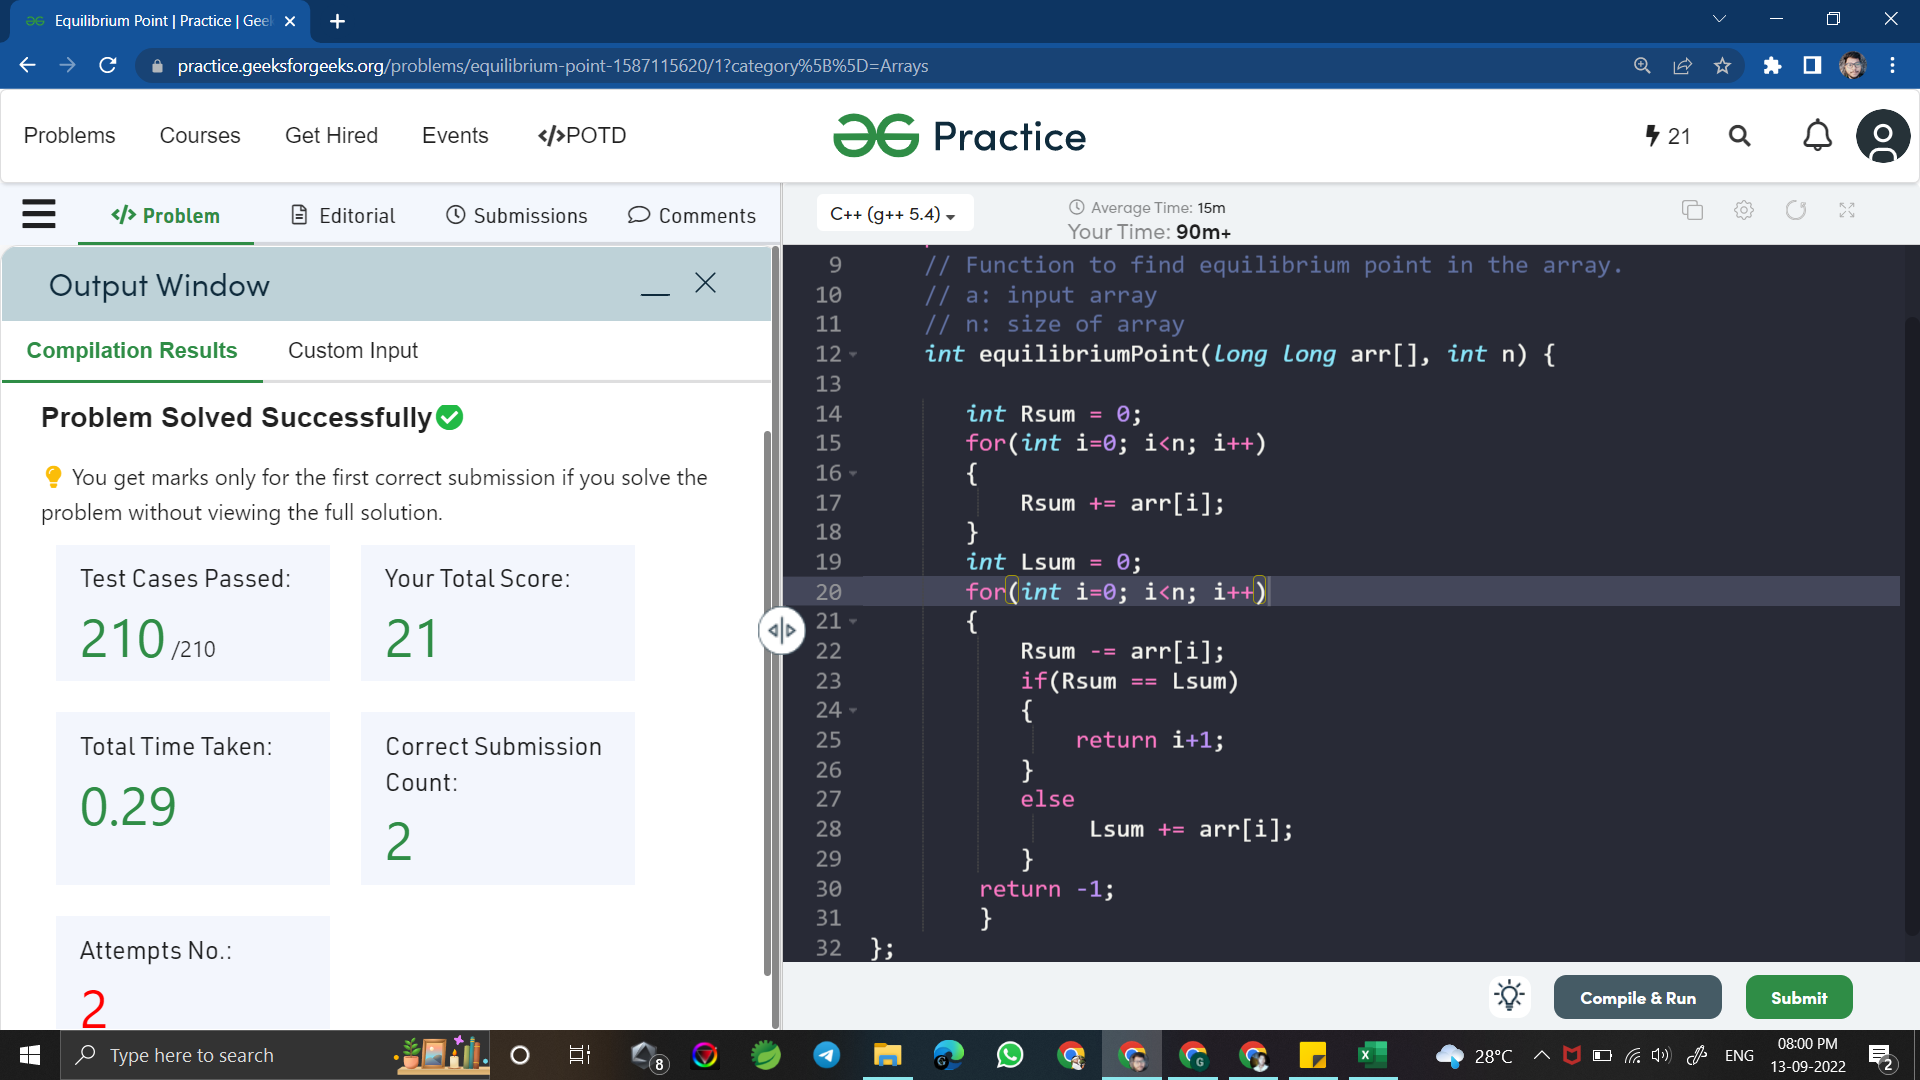 Equilibrium Point | Practice | Geek
practice.geeksforgeeks.org/problems/equilibrium-point-1587115620/1?category%5B%5D=Arrays
Problems Courses Get Hired Events </>POTD
Practice
21
</> Problem Editorial Submissions Comments
C++ (g++ 5.4)
Average Time: 15m
Your Time: 90m+
Output Window
Compilation Results Custom Input
Problem Solved Successfully
You get marks only for the first correct submission if you solve the
problem without viewing the full solution.
Test Cases Passed:
210 /210
Your Total Score:
21
Total Time Taken:
0.29
Correct Submission
Count:
2
Attempts No.:
2
9 // Function to find equilibrium point in the array.
10 // a: input array
11 // n: size of array
12 int equilibriumPoint(long long arr[], int n) {
13
14 int Rsum = 0;
15 for(int i=0; i<n; i++)
16 {
17 Rsum += arr[i];
18 }
19 int Lsum = 0;
20 for(int i=0; i<n; i++)
21 {
22 Rsum -= arr[i];
23 if(Rsum == Lsum)
24 {
25 return i+1;
26 }
27 else
28 Lsum += arr[i];
29 }
30 return -1;
31 }
32 };
Compile & Run Submit
Type here to search
8
28°C
ENG
08:00 PM
13-09-2022
2